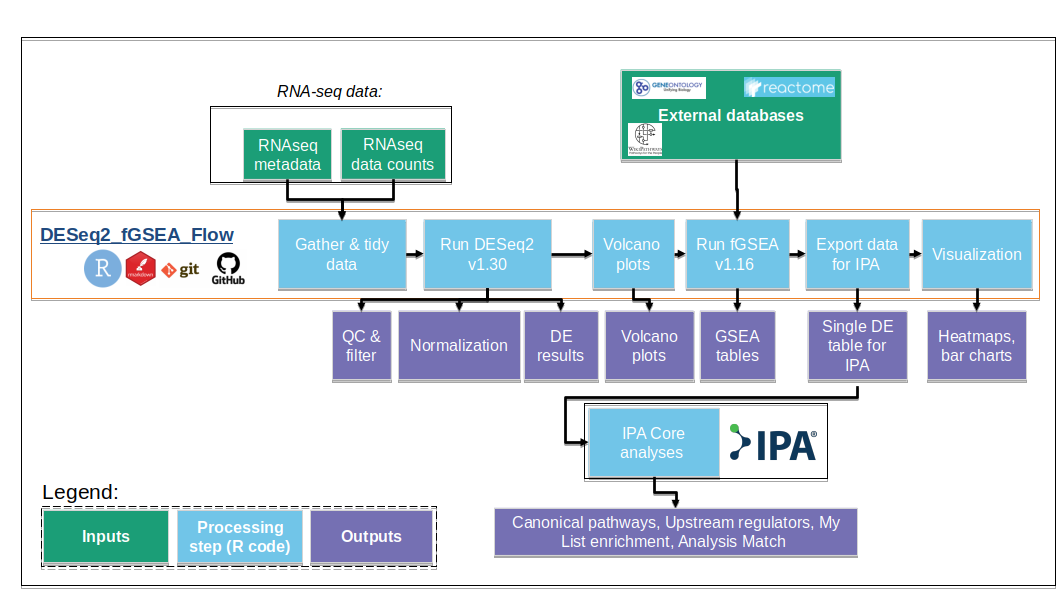 RNA-seq data:
RNAseq
metadata
RNAseq
data counts
GENEONTOLOGY
Unifying Biology
reactome
External databases
WIKIPATHWAYS
DESeq2_fGSEA_Flow
R
markdown
git
GitHub
Gather & tidy
data
Run DESeq2
v1.30
Volcano
plots
Run fGSEA
v1.16
Export data
for IPA
Visualization
QC &
filter
Normalization
DE
results
Volcano
plots
GSEA
tables
Single DE
table for
IPA
Heatmaps,
bar charts
IPA Core
analyses
IPA®
Legend:
Inputs
Processing
step (R code)
Outputs
Canonical pathways, Upstream regulators, My
List enrichment, Analysis Match